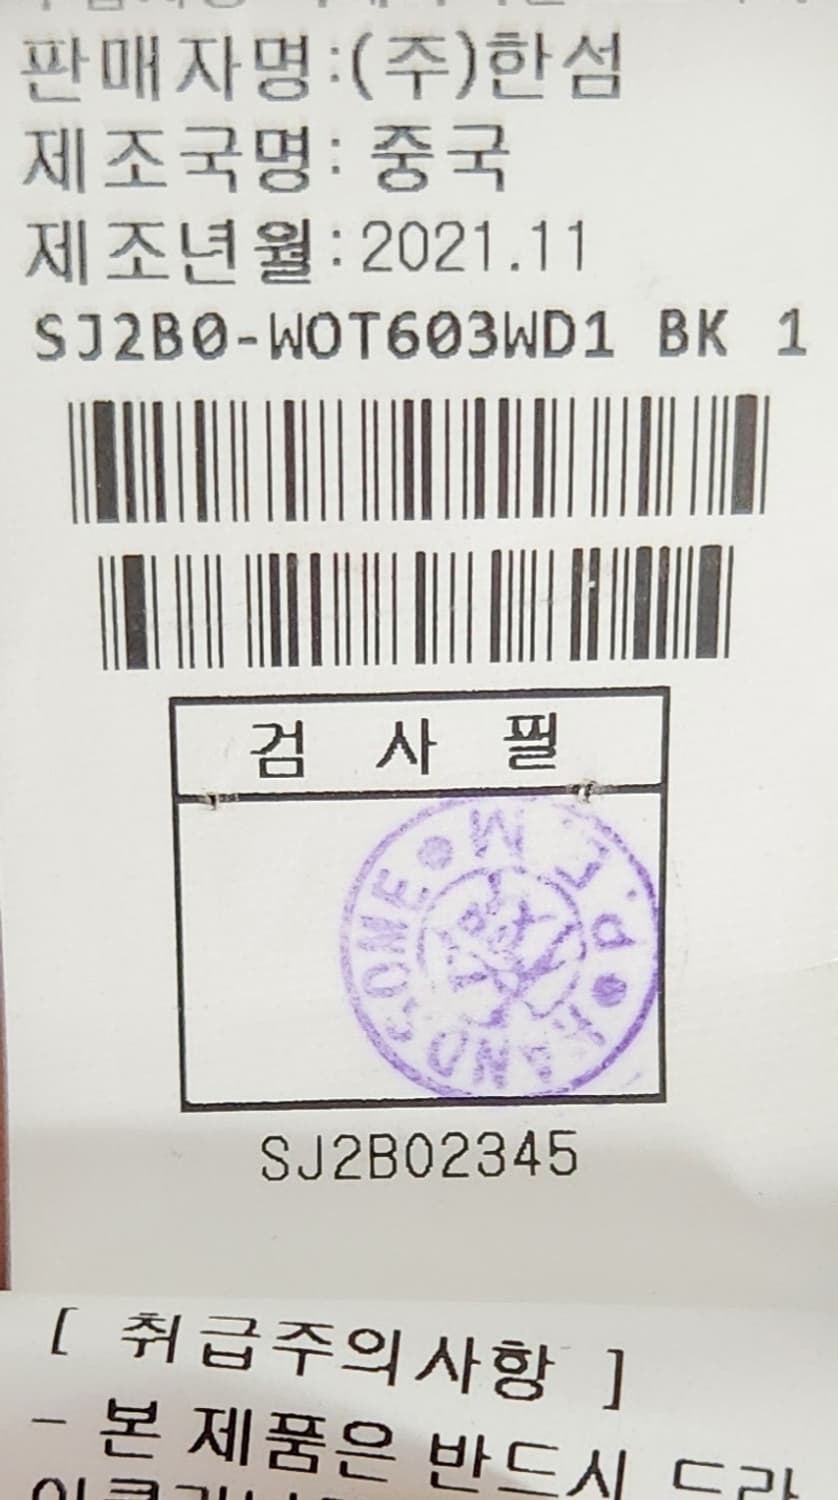 판매자명:(주)한섬
제조국명: 중국
제조년월:2021.11
SJ2B0-WOT603WD1 BK 1
검 사 필
HANDSOME
SJ2B02345
[ 취급주의사항 ]
- 본 제품은 반드시 드라